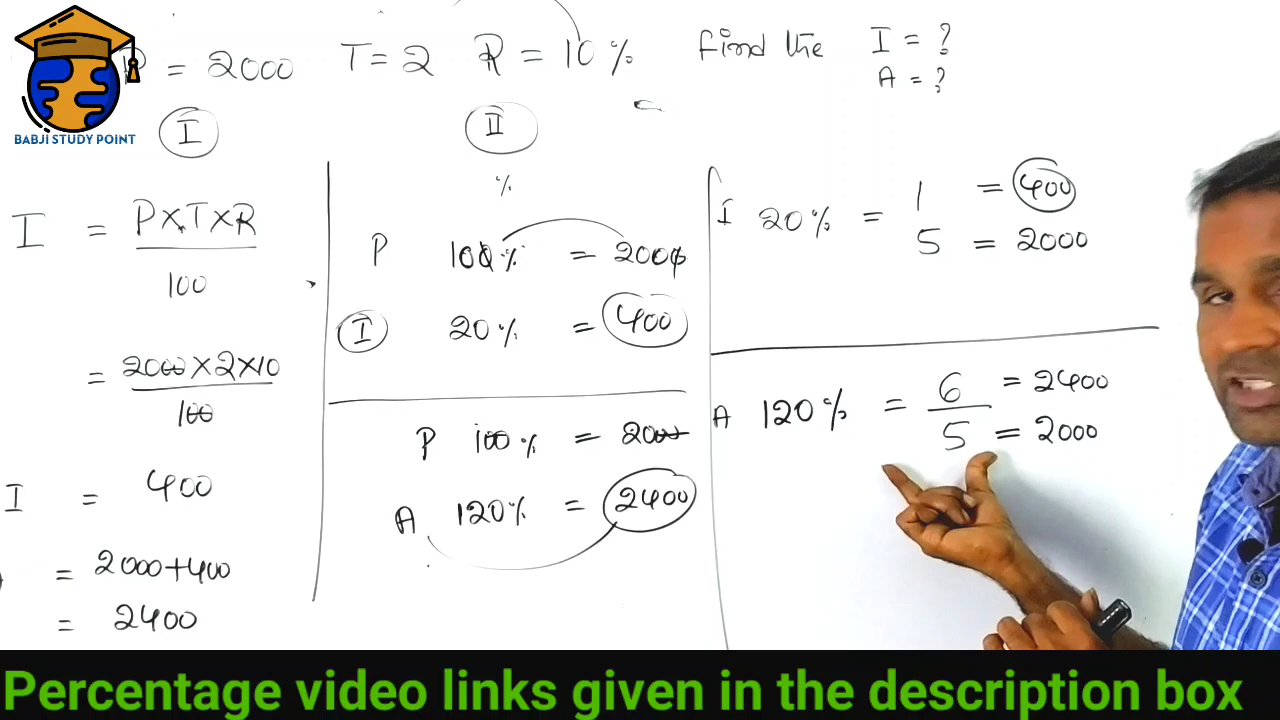 BABJI STUDY POINT
P = 2000 T = 2 R = 10 % find the I = ?
A = ?
I
I = P×T×R
100
= 2000 × 2 × 10
100
I = 400
= 2000 + 400
= 2400
II
%
P 100 % = 2000
I 20 % = 400
P 100 % = 2000
A 120 % = 2400
I 20 % = 1 = 400
5 = 2000
A 120 % = 6 = 2400
5 = 2000
Percentage video links given in the description box